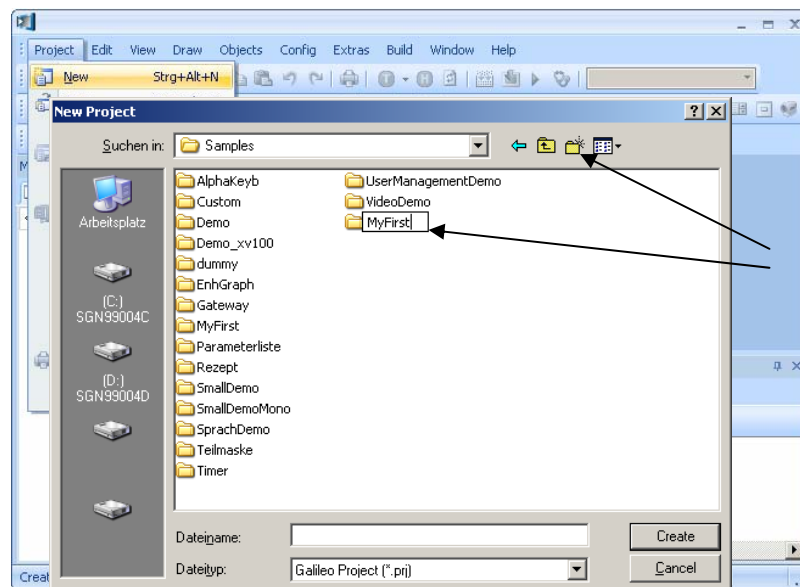 Project Edit View Draw Objects Config Extras Build Window Help
New Strg+Alt+N
New Project
Suchen in: Samples
Arbeitsplatz
(C:)
SGN99004C
(D:)
SGN99004D
AlphaKeyb
Custom
Demo
Demo_xv100
dummy
EnhGraph
Gateway
MyFirst
Parameterliste
Rezept
SmallDemo
SmallDemoMono
SprachDemo
Teilmaske
Timer
UserManagementDemo
VideoDemo
MyFirst
Dateiname:
Create
Dateityp: Galileo Project (*.prj)
Cancel
Creat